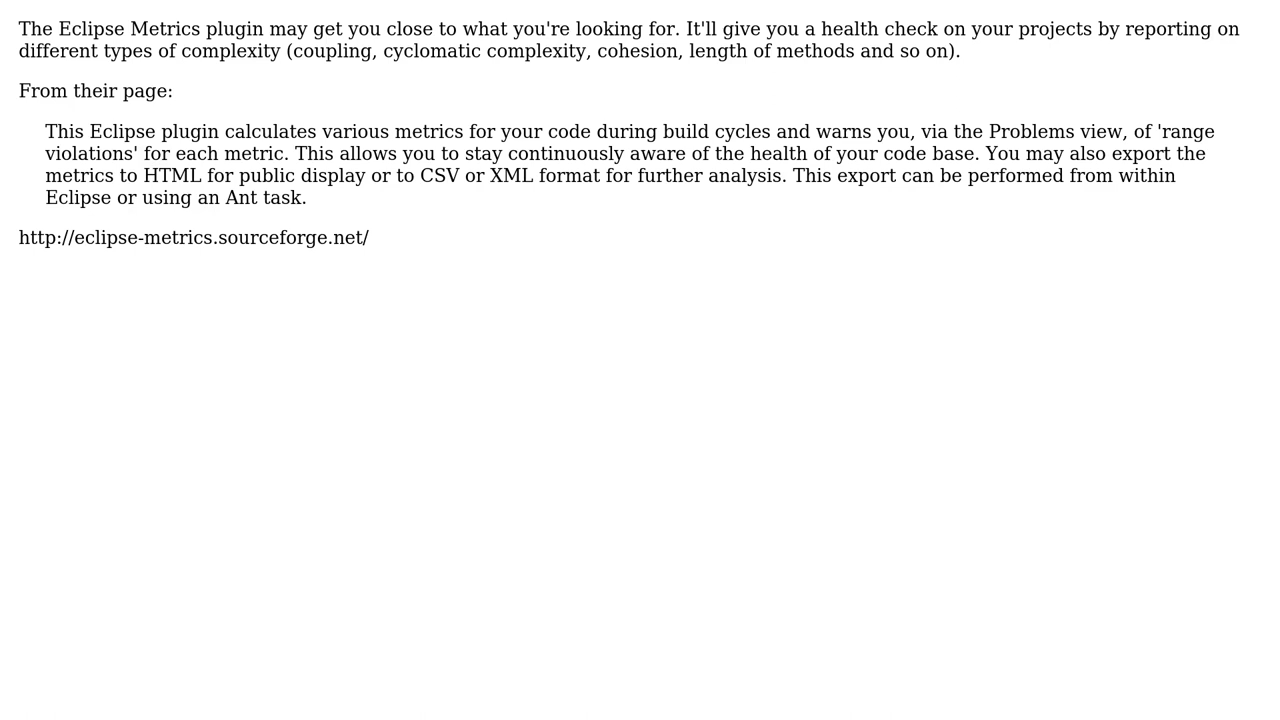 The Eclipse Metrics plugin may get you close to what you're looking for. It'll give you a health check on your projects by reporting on
different types of complexity (coupling, cyclomatic complexity, cohesion, length of methods and so on).
From their page:
This Eclipse plugin calculates various metrics for your code during build cycles and warns you, via the Problems view, of 'range
violations' for each metric. This allows you to stay continuously aware of the health of your code base. You may also export the
metrics to HTML for public display or to CSV or XML format for further analysis. This export can be performed from within
Eclipse or using an Ant task.
http://eclipse-metrics.sourceforge.net/